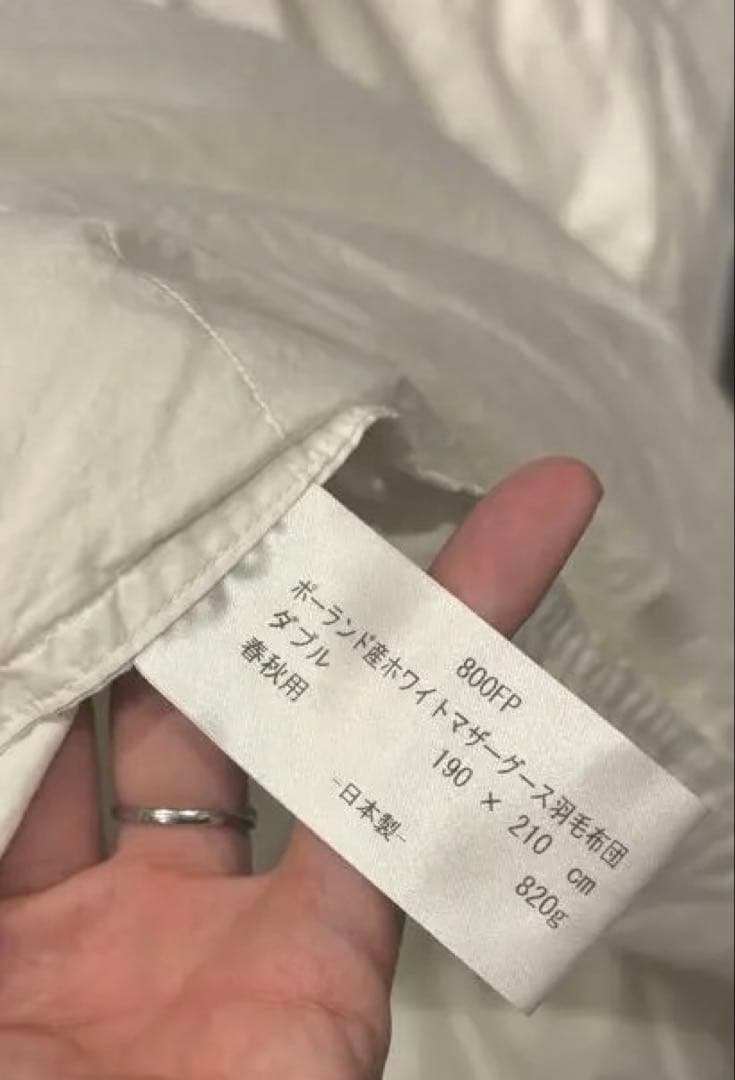 800FP
ポーランド産ホワイトマザーグース羽毛布団
ダブル 190 × 210 cm
春秋用 820g
-日本製-